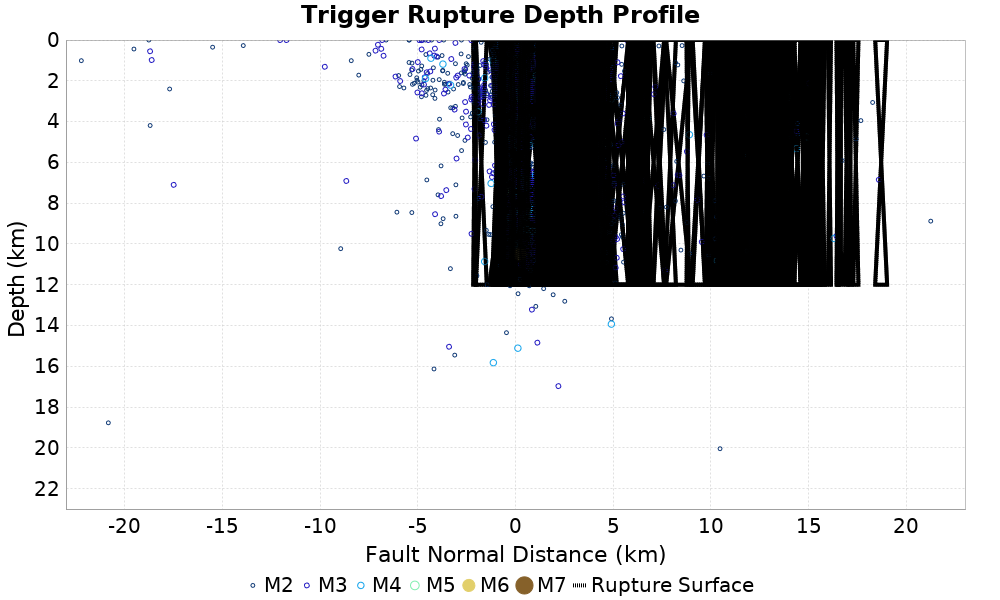 Trigger Rupture Depth Profile
0
2
4
6
8
10
12
14
16
18
20
22
Depth (km)
-20 -15 -10 -5 0 5 10 15 20
Fault Normal Distance (km)
M2 M3 M4 M5 M6 M7 Rupture Surface